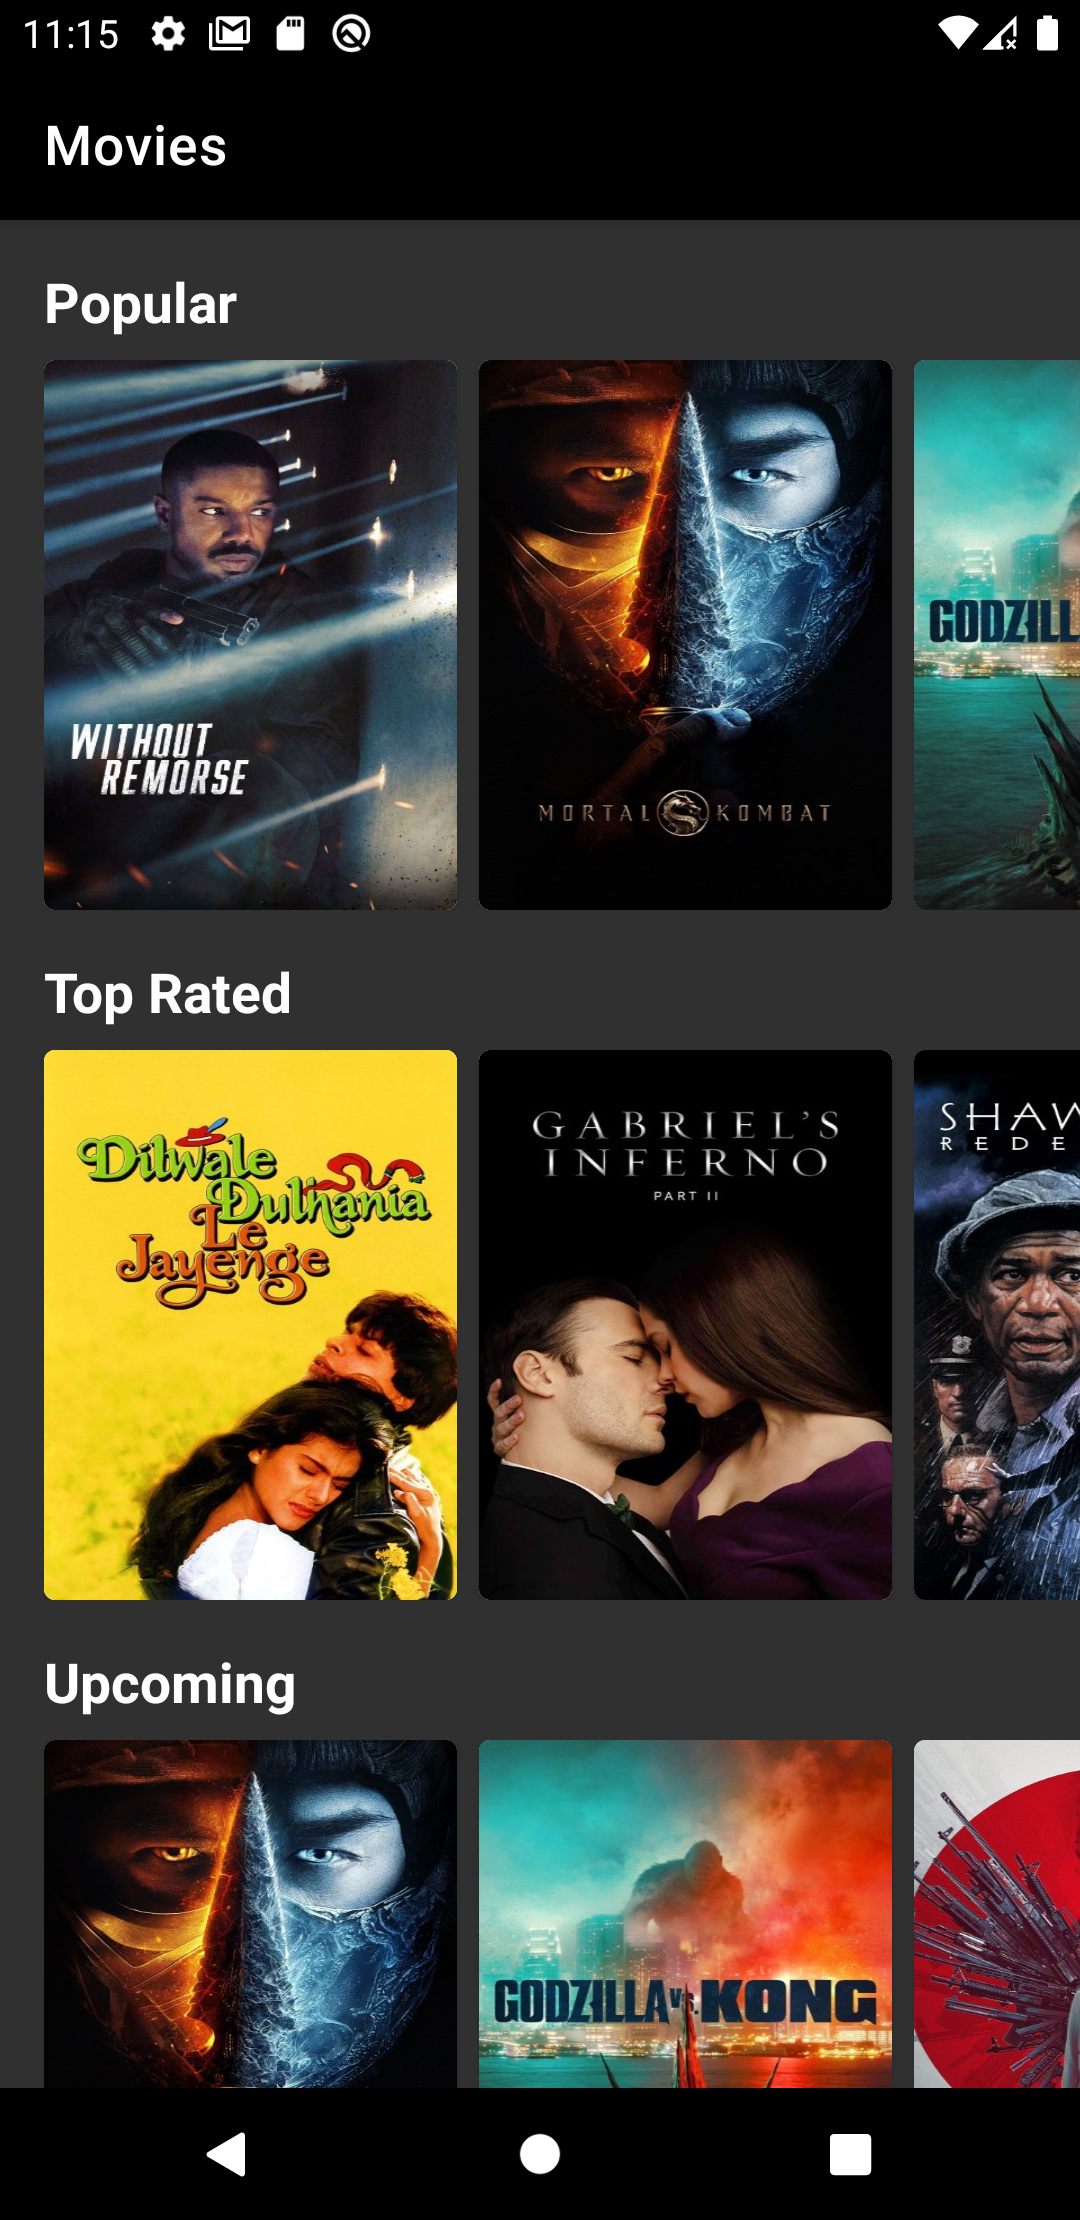 11:15
Movies
Popular
WITHOUT
REMORSE
MORTAL KOMBAT
GODZILL
Top Rated
Dilwale
Dulhania
Le
Jayenge
GABRIEL'S
INFERNO
PART II
SHAW
REDE
Upcoming
GODZILLA VS. KONG